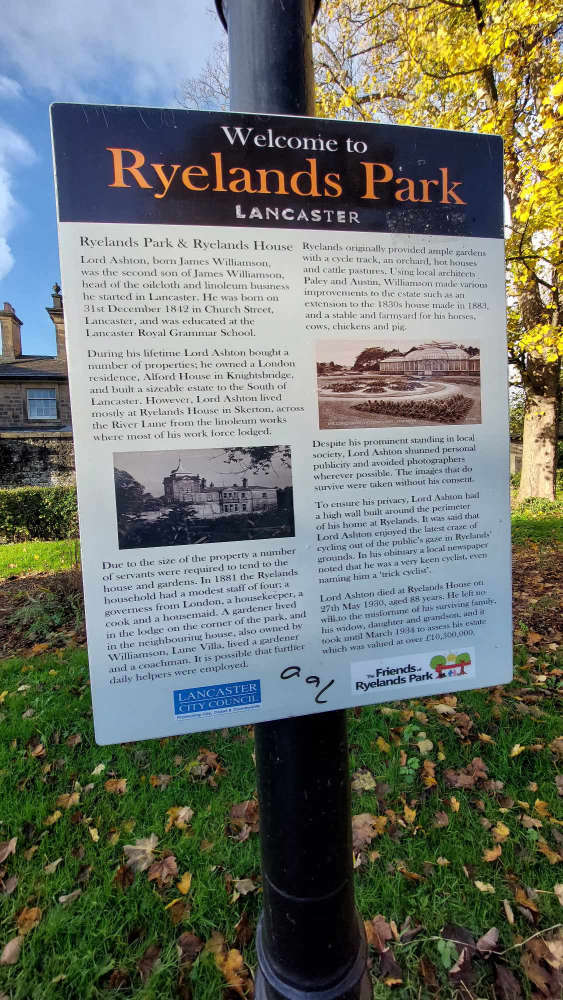 Welcome to
Ryelands Park
LANCASTER
Ryelands Park & Ryelands House
Lord Ashton, born James Williamson,
was the second son of James Williamson,
head of the oilcloth and linoleum business
he started in Lancaster. He was born on
31st December 1842 in Church Street,
Lancaster, and was educated at the
Lancaster Royal Grammar School.
During his lifetime Lord Ashton bought a
number of properties; he owned a London
residence, Alford House in Knightsbridge,
and built a sizeable estate to the South of
Lancaster. However, Lord Ashton lived
mostly at Ryelands House in Skerton, across
the River Lune from the linoleum works
where most of his work force lodged.
Due to the size of the property a number
of servants were required to tend to the
house and gardens. In 1881 the Ryelands
household had a modest staff of four; a
governess from London, a housekeeper, a
cook and a housemaid. A gardener lived
in the lodge on the corner of the park, and
in the neighbouring house, also owned by
Williamson, Lune Villa, lived a gardener
and a coachman. It is possible that further
daily helpers were employed.
Ryelands originally provided ample gardens
with a cycle track, an orchard, hot houses
and cattle pastures. Using local architects
Paley and Austin, Williamson made various
improvements to the estate such as an
extension to the 1830s house made in 1883,
and a stable and farmyard for his horses,
cows, chickens and pig.
Despite his prominent standing in local
society, Lord Ashton shunned personal
publicity and avoided photographers
wherever possible. The images that do
survive were taken without his consent.
To ensure his privacy, Lord Ashton had
a high wall built around the perimeter
of his home at Ryelands. It was said that
Lord Ashton enjoyed the latest craze of
cycling out of the public's gaze in Ryelands'
grounds. In his obituary a local newspaper
noted that he was a very keen cyclist, even
naming him a 'trick cyclist'.
Lord Ashton died at Ryelands House on
27th May 1930, aged 88 years. He left no
will, to the misfortune of his surviving family,
his widow, daughter and grandson, and it
took until March 1934 to assess his estate
which was valued at over £10,500,000.
LANCASTER
CITY COUNCIL
The Friends of
Ryelands Park